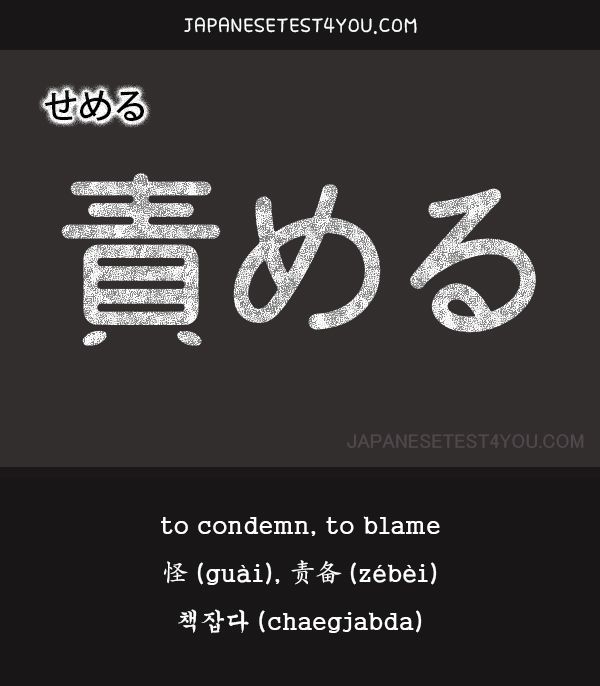 JAPANESETEST4YOU.COM
せめる
責める
JAPANESETEST4YOU.COM
to condemn, to blame
怪 (guài), 责备 (zébèi)
책잡다 (chaegjabda)